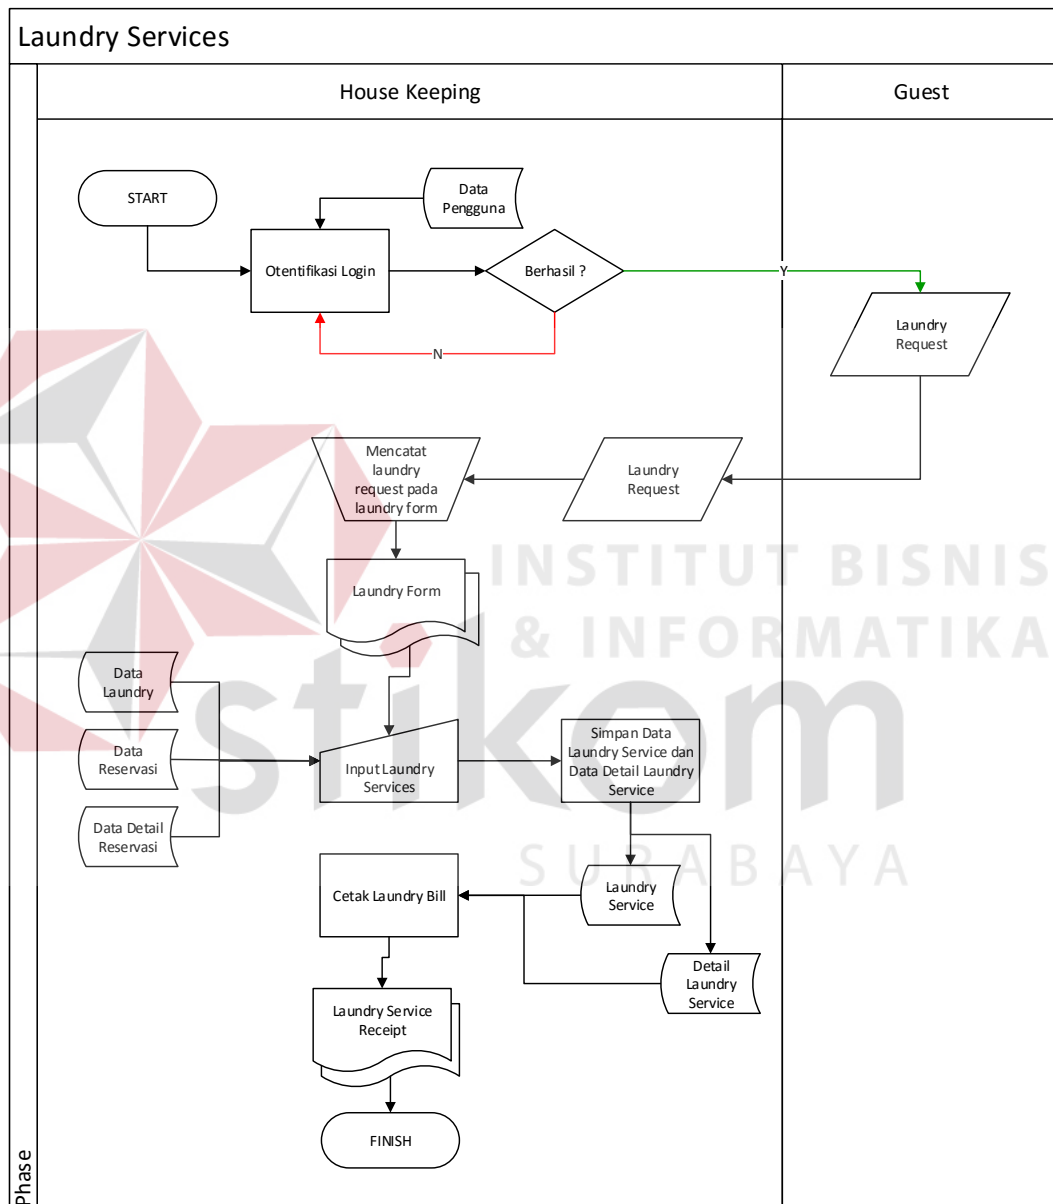 Laundry Services
House Keeping
Guest
START
Data
Pengguna
Otentifikasi Login
Berhasil ?
Y
N
Laundry
Request
Mencatat
laundry
request pada
laundry form
Laundry
Request
Laundry Form
INSTITUT BISNIS
& INFORMATIKA
stikom
SURABAYA
Data
Laundry
Data
Reservasi
Data Detail
Reservasi
Input Laundry
Services
Simpan Data
Laundry Service dan
Data Detail Laundry
Service
Cetak Laundry Bill
Laundry
Service
Detail
Laundry
Service
Laundry Service
Receipt
FINISH
Phase